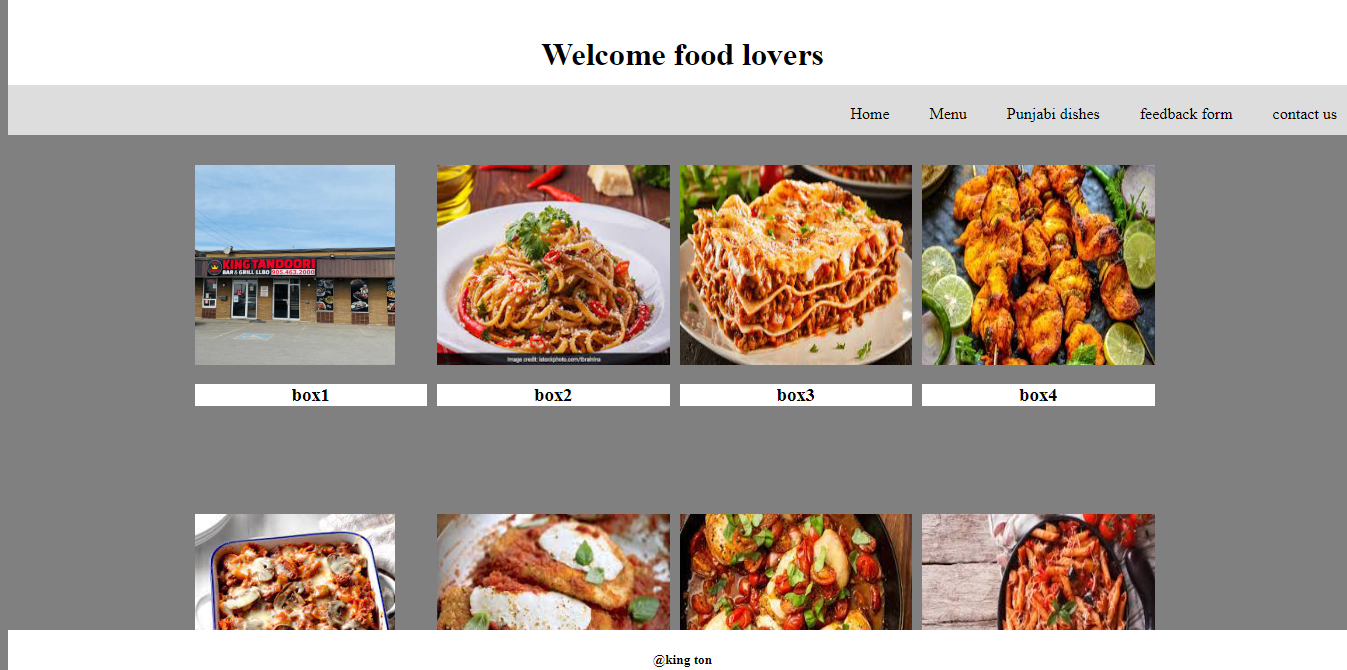 Welcome food lovers
Home Menu Punjabi dishes feedback form contact us
KING TANDOORI
BAR & GRILL LLBO 905-463-2000
Image credit: istockphoto.com/Ibrahina
box1 box2 box3 box4
@king ton